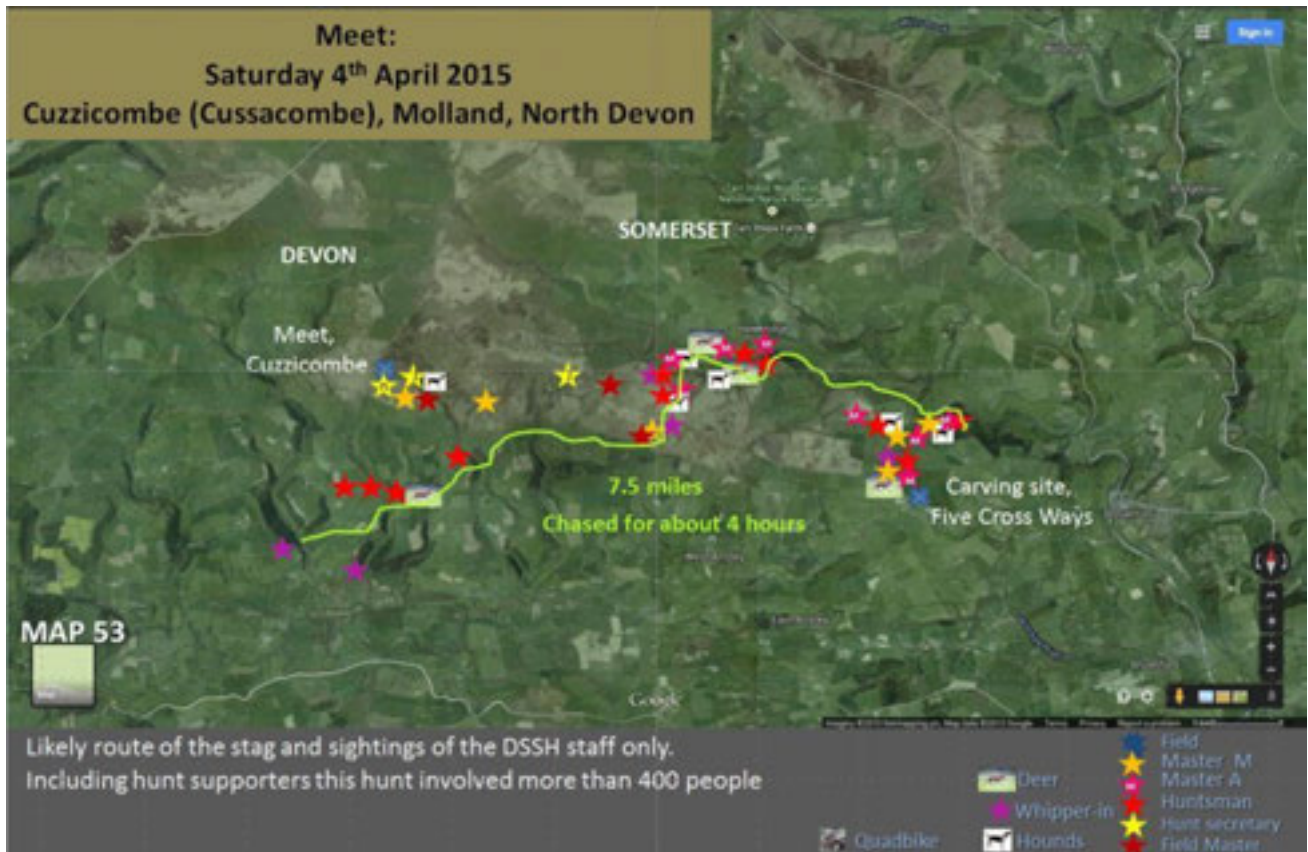 Meet:
Saturday 4th April 2015
Cuzzicombe (Cussacombe), Molland, North Devon
Sign in
SOMERSET
DEVON
Meet,
Cuzzicombe
7.5 miles
Chased for about 4 hours
Carving site,
Five Cross Ways
MAP 53
Google
Likely route of the stag and sightings of the DSSH staff only.
Including hunt supporters this hunt involved more than 400 people
Deer
Whipper-in
Quadbike
Hounds
Field
Master M
Master A
Huntsman
Hunt secretary
Field Master